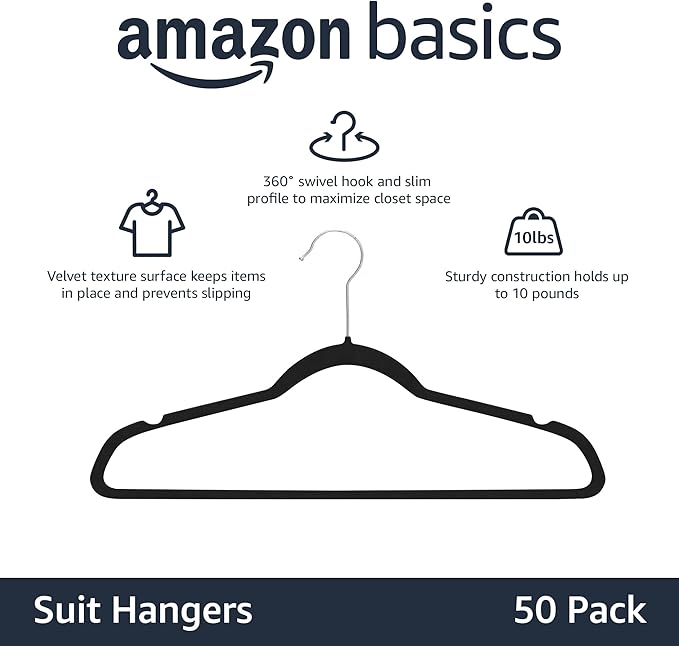 amazon basics
360° swivel hook and slim
profile to maximize closet space
10lbs
Velvet texture surface keeps items
in place and prevents slipping
Sturdy construction holds up
to 10 pounds
Suit Hangers
50 Pack